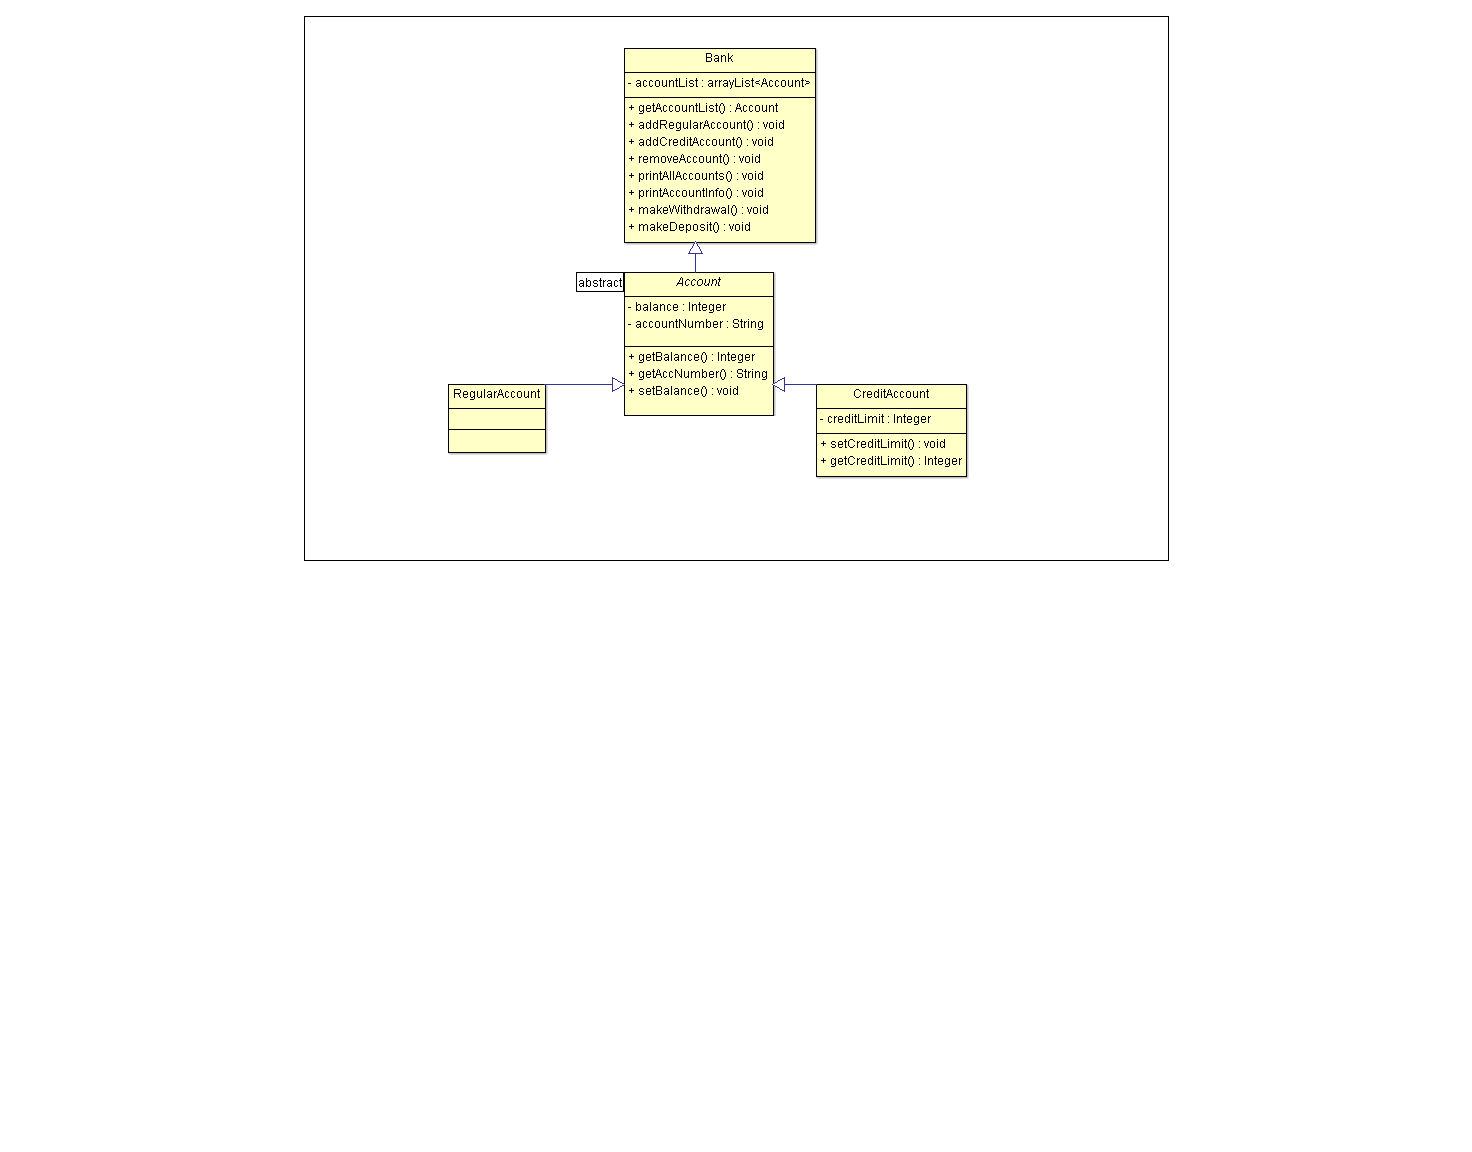 Bank
- accountList : arrayList<Account>
+ getAccountList() : Account
+ addRegularAccount() : void
+ addCreditAccount() : void
+ removeAccount() : void
+ printAllAccounts() : void
+ printAccountInfo() : void
+ makeWithdrawal() : void
+ makeDeposit() : void
abstract
Account
- balance : Integer
- accountNumber : String
+ getBalance() : Integer
+ getAccNumber() : String
+ setBalance() : void
RegularAccount
CreditAccount
- creditLimit : Integer
+ setCreditLimit() : void
+ getCreditLimit() : Integer